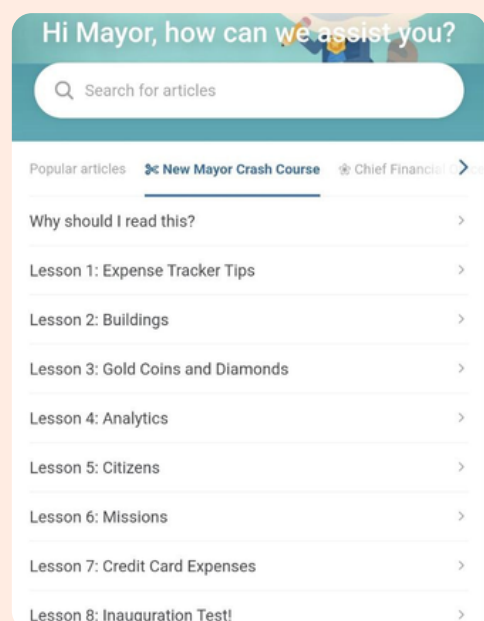 Hi Mayor, how can we assist you?
Search for articles
Popular articles New Mayor Crash Course Chief Financial
Why should I read this?
Lesson 1: Expense Tracker Tips
Lesson 2: Buildings
Lesson 3: Gold Coins and Diamonds
Lesson 4: Analytics
Lesson 5: Citizens
Lesson 6: Missions
Lesson 7: Credit Card Expenses
Lesson 8: Inauguration Test!